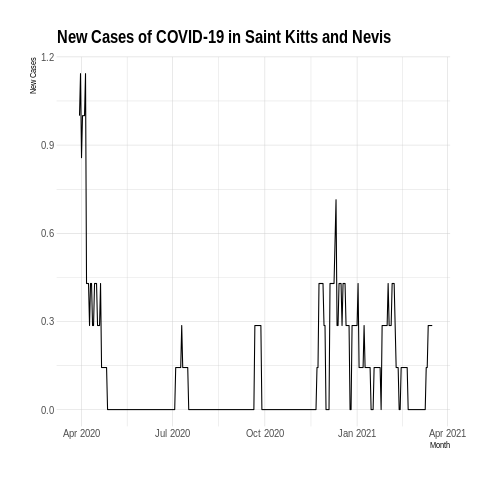 New Cases of COVID-19 in Saint Kitts and Nevis
New Cases
1.2
0.9
0.6
0.3
0.0
Apr 2020 Jul 2020 Oct 2020 Jan 2021 Apr 2021
Month